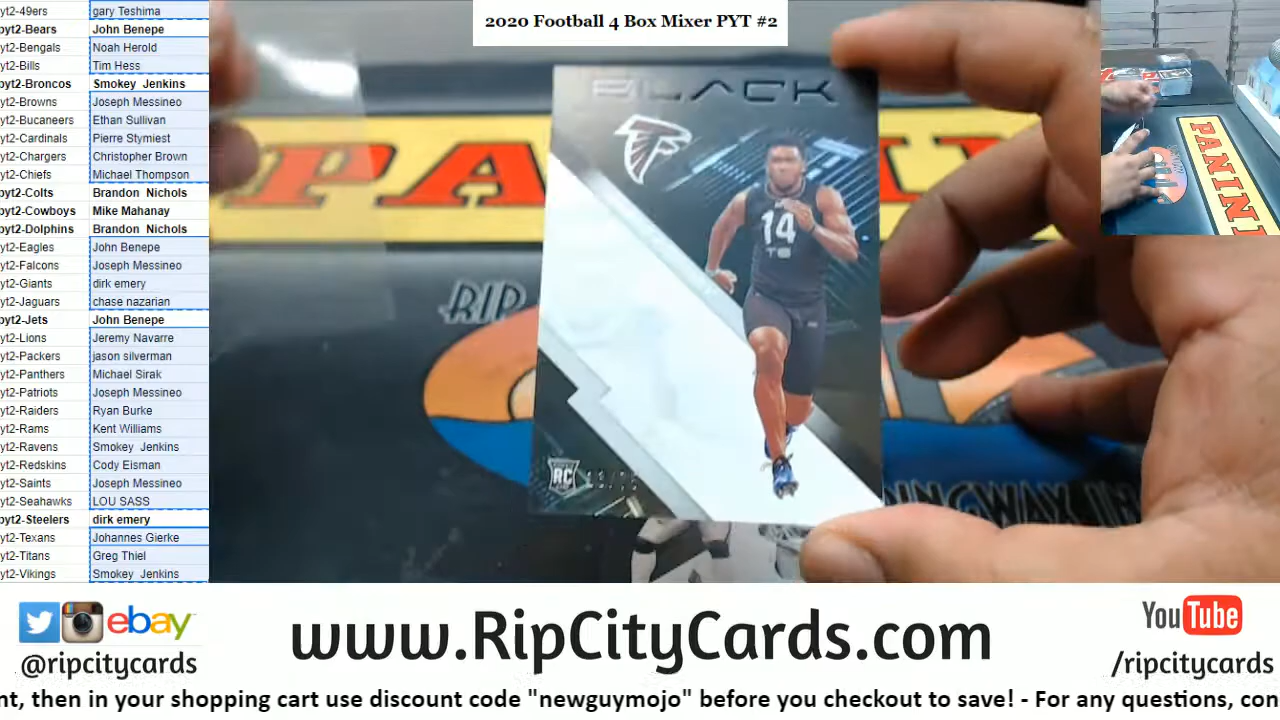 2020 Football 4 Box Mixer PYT #2
yt2-49ers gary Teshima
pyt2-Bears John Benepe
yt2-Bengals Noah Herold
yt2-Bills Tim Hess
pyt2-Broncos Smokey Jenkins
yt2-Browns Joseph Messineo
yt2-Bucaneers Ethan Sullivan
yt2-Cardinals Pierre Stymiest
yt2-Chargers Christopher Brown
yt2-Chiefs Michael Thompson
pyt2-Colts Brandon Nichols
pyt2-Cowboys Mike Mahanay
pyt2-Dolphins Brandon Nichols
yt2-Eagles John Benepe
yt2-Falcons Joseph Messineo
yt2-Giants dirk emery
yt2-Jaguars chase nazarian
pyt2-Jets John Benepe
yt2-Lions Jeremy Navarre
yt2-Packers jason silverman
yt2-Panthers Michael Sirak
yt2-Patriots Joseph Messineo
yt2-Raiders Ryan Burke
yt2-Rams Kent Williams
yt2-Ravens Smokey Jenkins
yt2-Redskins Cody Eisman
yt2-Saints Joseph Messineo
yt2-Seahawks LOU SASS
pyt2-Steelers dirk emery
yt2-Texans Johannes Gierke
yt2-Titans Greg Thiel
yt2-Vikings Smokey Jenkins
BLACK
14
RC
RIP
PANINI
ebay
@ripcitycards
www.RipCityCards.com
YouTube
/ripcitycards
nt, then in your shopping cart use discount code "newguymojo" before you checkout to save! - For any questions, con